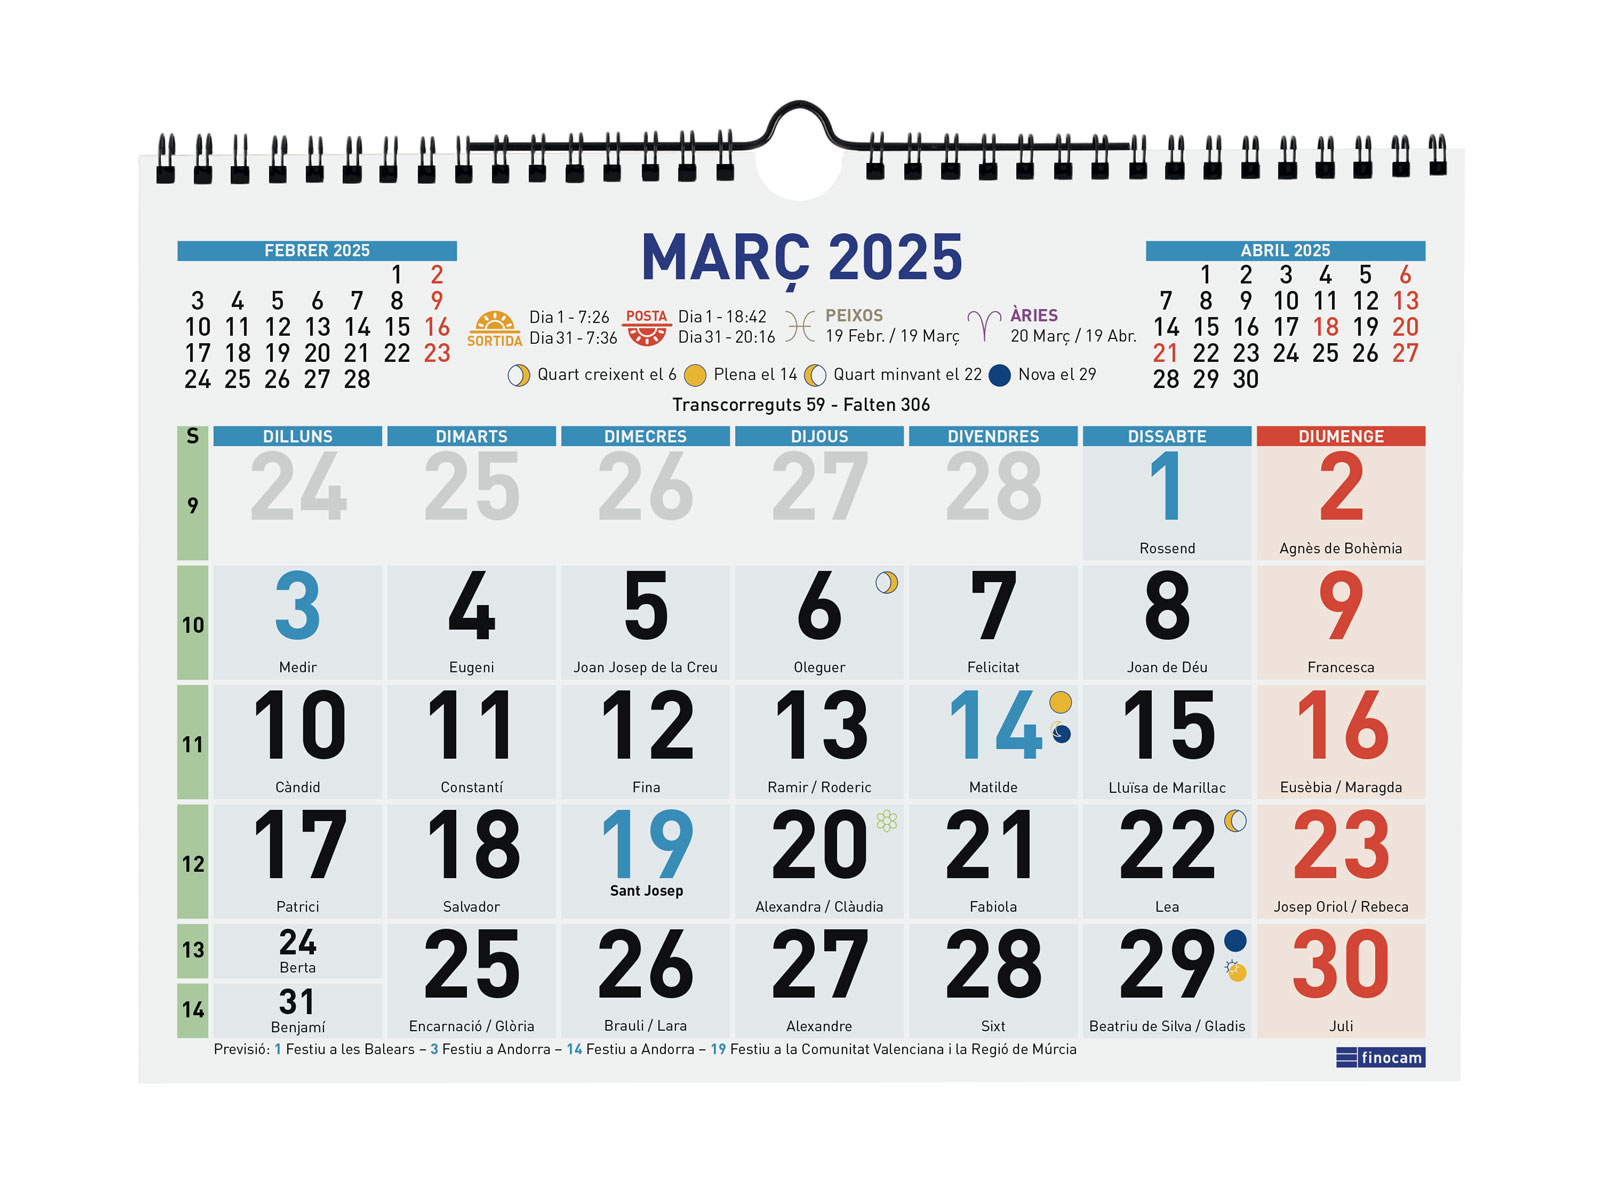 MARÇ 2025
FEBRER 2025
1 2
3 4 5 6 7 8 9
10 11 12 13 14 15 16
17 18 19 20 21 22 23
24 25 26 27 28
SORTIDA
Dia 1 - 7:26
Dia 31 - 7:36
POSTA
Dia 1 - 18:42
Dia 31 - 20:16
PEIXOS
19 Febr. / 19 Març
ÀRIES
20 Març / 19 Abr.
Quart creixent el 6 Plena el 14 Quart minvant el 22 Nova el 29
Transcorreguts 59 - Falten 306
ABRIL 2025
1 2 3 4 5 6
7 8 9 10 11 12 13
14 15 16 17 18 19 20
21 22 23 24 25 26 27
28 29 30
S DILLUNS DIMARTS DIMECRES DIJOUS DIVENDRES DISSABTE DIUMENGE
9 24 25 26 27 28 1 2
Rossend Agnès de Bohèmia
10 3 4 5 6 7 8 9
Medir Eugeni Joan Josep de la Creu Oleguer Felicitat Joan de Déu Francesca
11 10 11 12 13 14 15 16
Càndid Constantí Fina Ramir / Roderic Matilde Lluïsa de Marillac Eusèbia / Maragda
12 17 18 19 20 21 22 23
Sant Josep
Patrici Salvador Alexandra / Clàudia Fabiola Lea Josep Oriol / Rebeca
13 24 25 26 27 28 29 30
Berta
14 31
Benjamí Encarnació / Glòria Brauli / Lara Alexandre Sixt Beatriu de Silva / Gladis Juli
Previsió: 1 Festiu a les Balears – 3 Festiu a Andorra – 14 Festiu a Andorra – 19 Festiu a la Comunitat Valenciana i la Regió de Múrcia
finocam